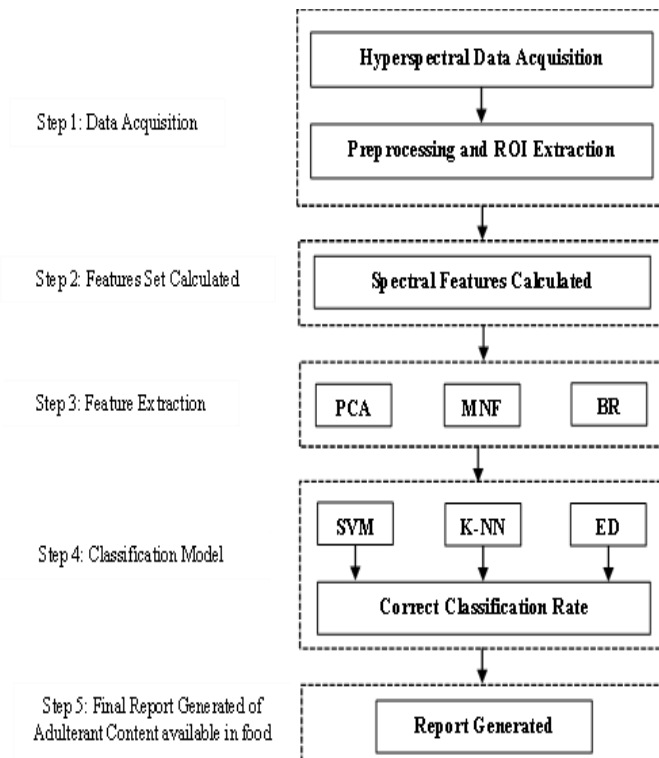 Hyperspectral Data Acquisition
Step 1: Data Acquisition
Preprocessing and ROI Extraction
Step 2: Features Set Calculated
Spectral Features Calculated
Step 3: Feature Extraction
PCA
MNF
BR
SVM
K-NN
ED
Step 4: Classification Model
Correct Classification Rate
Step 5: Final Report Generated of
Adulterant Content available in food
Report Generated